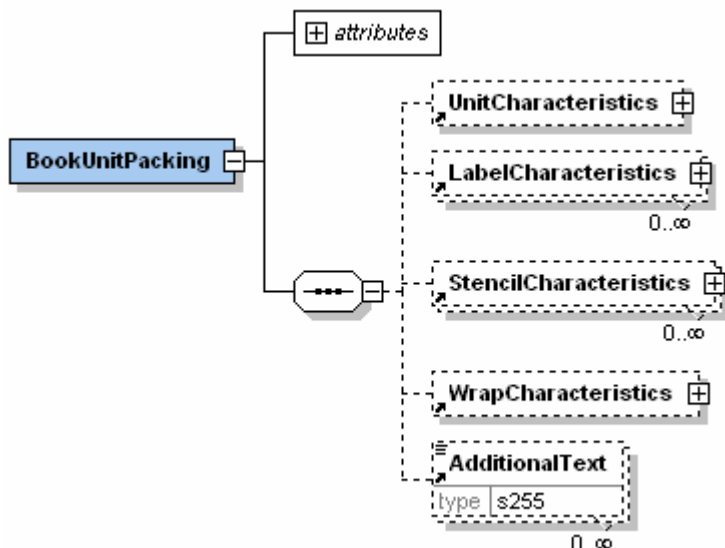 attributes
UnitCharacteristics
BookUnitPacking
LabelCharacteristics
0..∞
StencilCharacteristics
0..∞
WrapCharacteristics
AdditionalText
type s255
0..∞